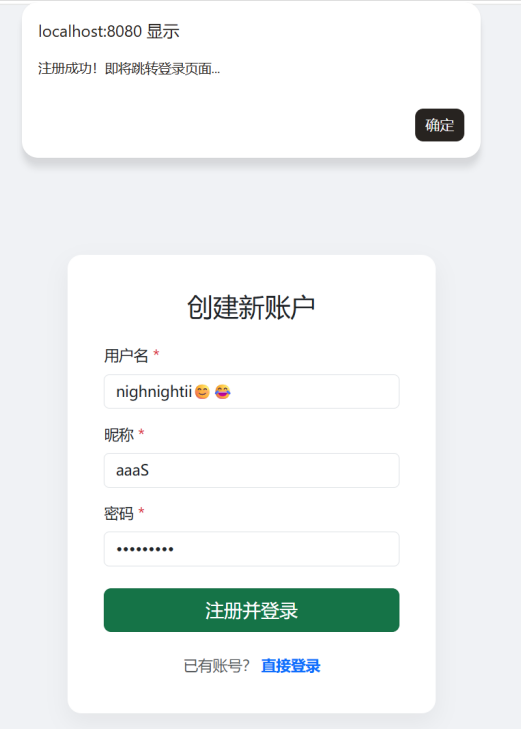 localhost:8080 显示
注册成功！即将跳转登录页面...
确定
创建新账户
用户名 *
nighnightii😊 😂
昵称 *
aaaS
密码 *
•••••••••
注册并登录
已有账号？ 直接登录